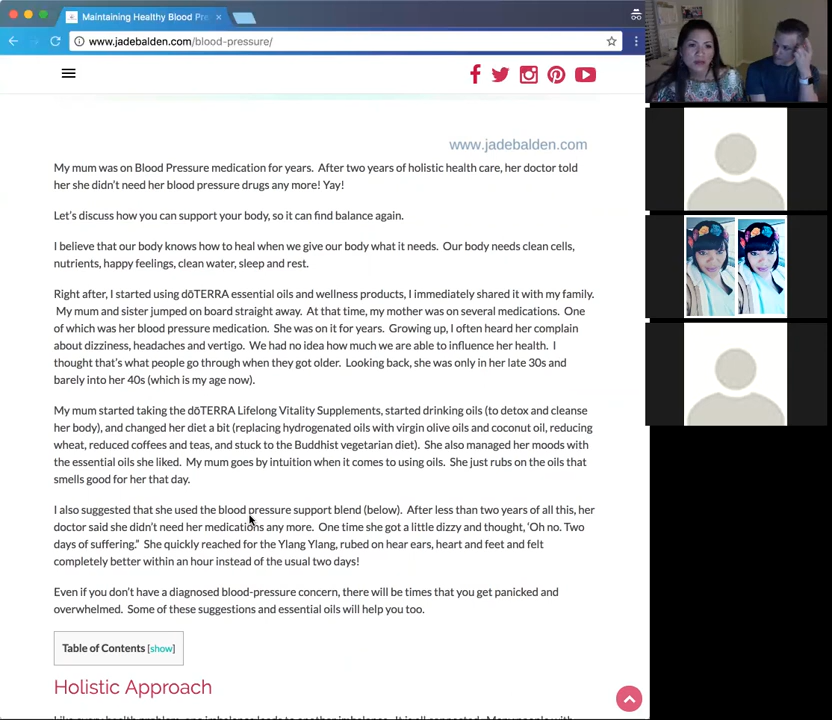 Maintaining Healthy Blood Pre
www.jadebalden.com/blood-pressure/
www.jadebalden.com
My mum was on Blood Pressure medication for years. After two years of holistic health care, her doctor told
her she didn't need her blood pressure drugs any more! Yay!
Let's discuss how you can support your body, so it can find balance again.
I believe that our body knows how to heal when we give our body what it needs. Our body needs clean cells,
nutrients, happy feelings, clean water, sleep and rest.
Right after, I started using dōTERRA essential oils and wellness products, I immediately shared it with my family.
My mum and sister jumped on board straight away. At that time, my mother was on several medications. One
of which was her blood pressure medication. She was on it for years. Growing up, I often heard her complain
about dizziness, headaches and vertigo. We had no idea how much we are able to influence her health. I
thought that's what people go through when they got older. Looking back, she was only in her late 30s and
barely into her 40s (which is my age now).
My mum started taking the dōTERRA Lifelong Vitality Supplements, started drinking oils (to detox and cleanse
her body), and changed her diet a bit (replacing hydrogenated oils with virgin olive oils and coconut oil, reducing
wheat, reduced coffees and teas, and stuck to the Buddhist vegetarian diet). She also managed her moods with
the essential oils she liked. My mum goes by intuition when it comes to using oils. She just rubs on the oils that
smells good for her that day.
I also suggested that she used the blood pressure support blend (below). After less than two years of all this, her
doctor said she didn't need her medications any more. One time she got a little dizzy and thought, 'Oh no. Two
days of suffering." She quickly reached for the Ylang Ylang, rubbed on hear ears, heart and feet and felt
completely better within an hour instead of the usual two days!
Even if you don't have a diagnosed blood-pressure concern, there will be times that you get panicked and
overwhelmed. Some of these suggestions and essential oils will help you too.
Table of Contents [show]
Holistic Approach